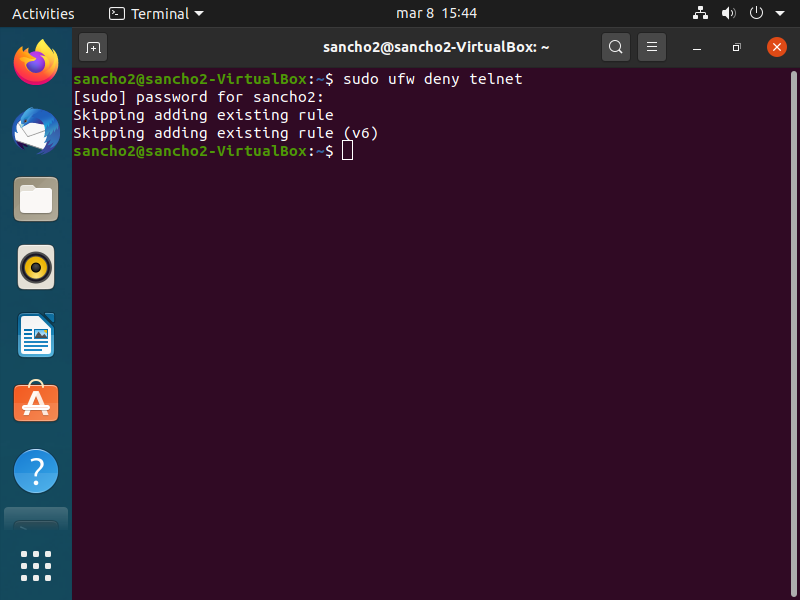 Activities Terminal mar 8 15:44
sancho2@sancho2-VirtualBox: ~
sancho2@sancho2-VirtualBox:~$ sudo ufw deny telnet
[sudo] password for sancho2:
Skipping adding existing rule
Skipping adding existing rule (v6)
sancho2@sancho2-VirtualBox:~$